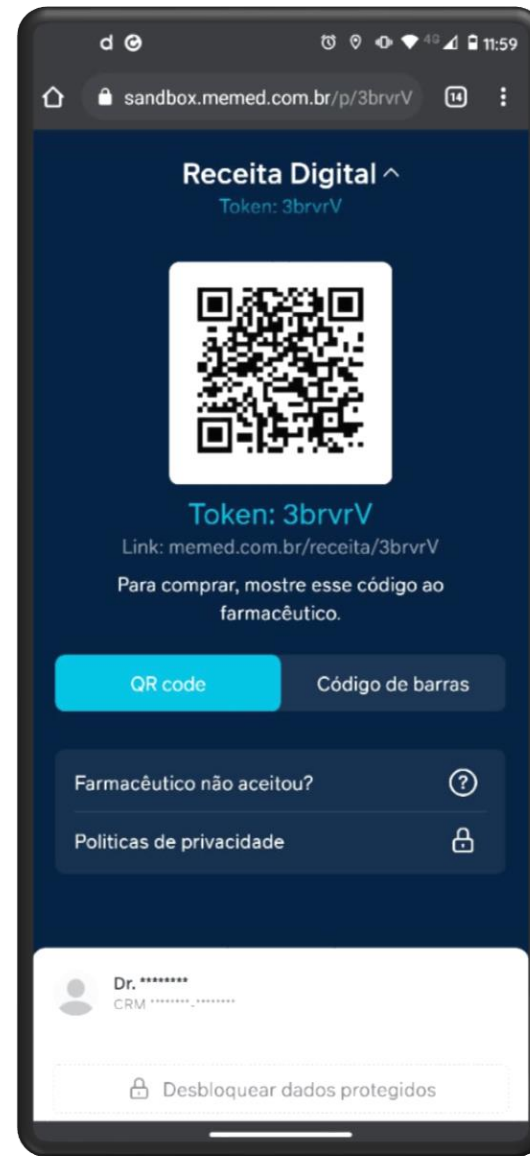 d
4G 11:59
sandbox.memed.com.br/p/3brvrV 14
Receita Digital
Token: 3brvrV
Token: 3brvrV
Link: memed.com.br/receita/3brvrV
Para comprar, mostre esse código ao
farmacêutico.
QR code Código de barras
Farmacêutico não aceitou? ?
Politicas de privacidade
Dr. ********
CRM ********-********
Desbloquear dados protegidos